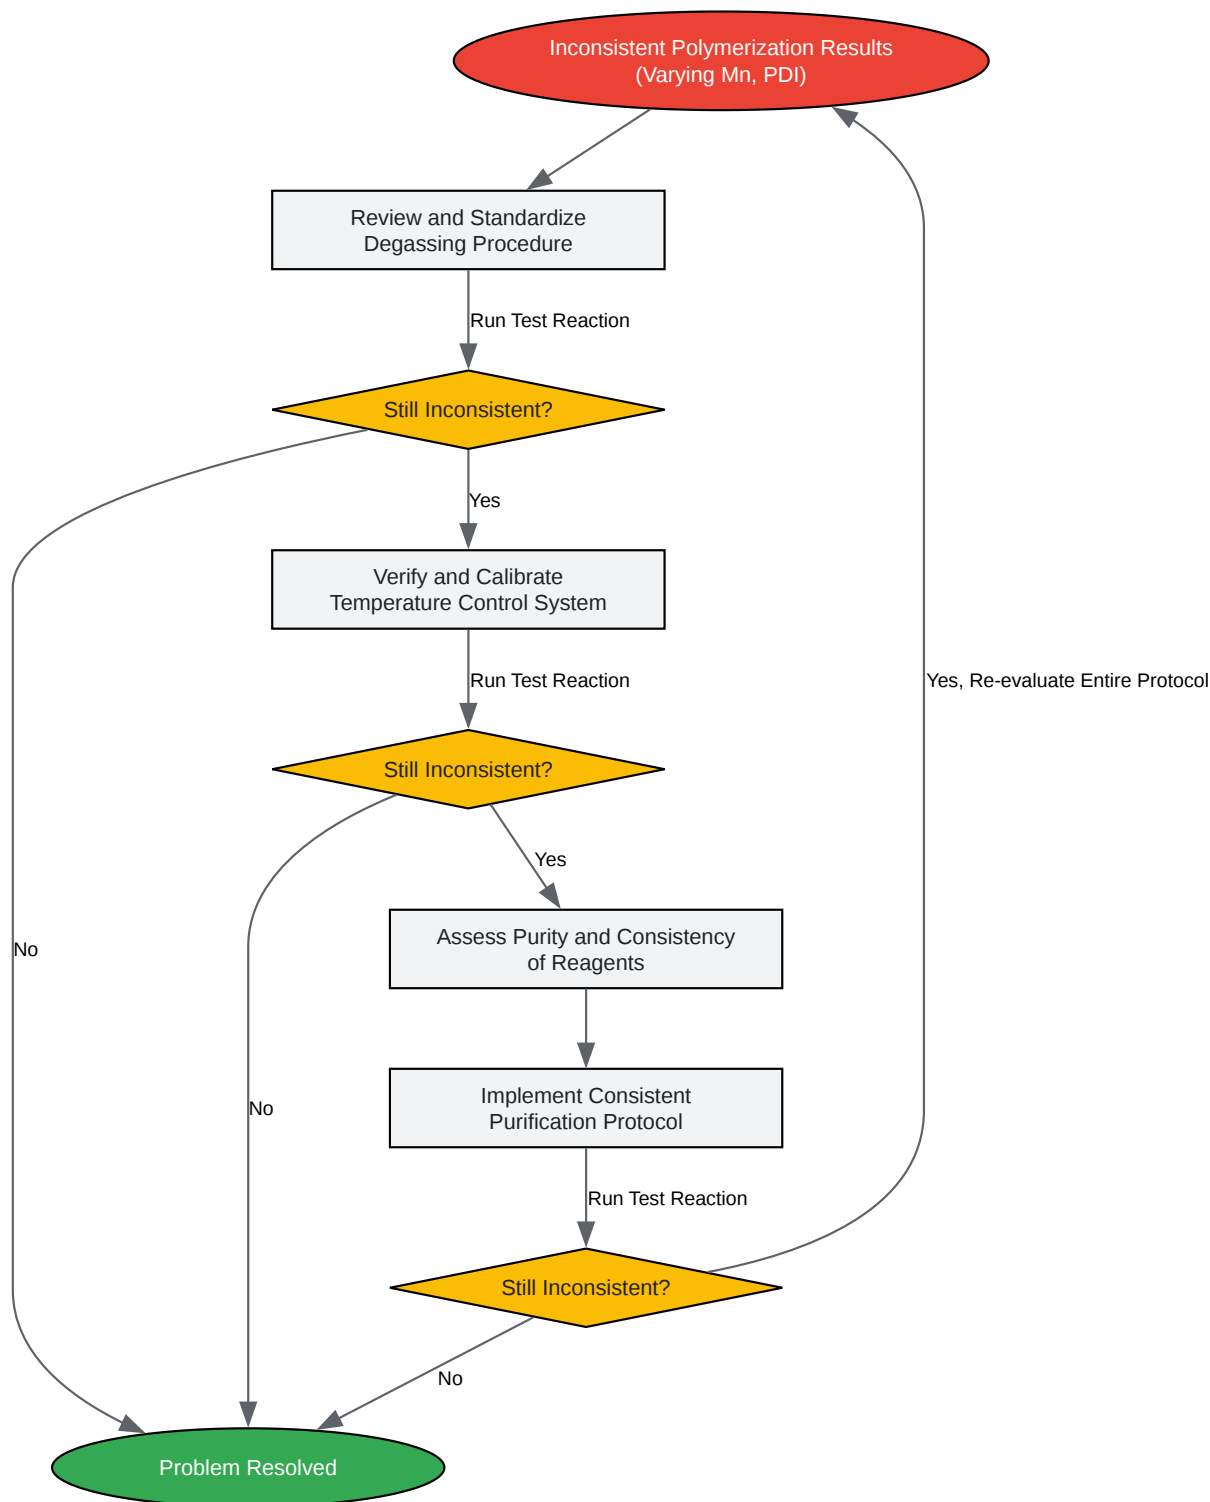 Inconsistent Polymerization Results
(Varying Mn, PDI)
Review and Standardize
Degassing Procedure
Run Test Reaction
Still Inconsistent?
Yes
Verify and Calibrate
Temperature Control System
Run Test Reaction
Yes, Re-evaluate Entire Protocol
Still Inconsistent?
Yes
Assess Purity and Consistency
of Reagents
No
No
Implement Consistent
Purification Protocol
Run Test Reaction
Still Inconsistent?
No
Problem Resolved